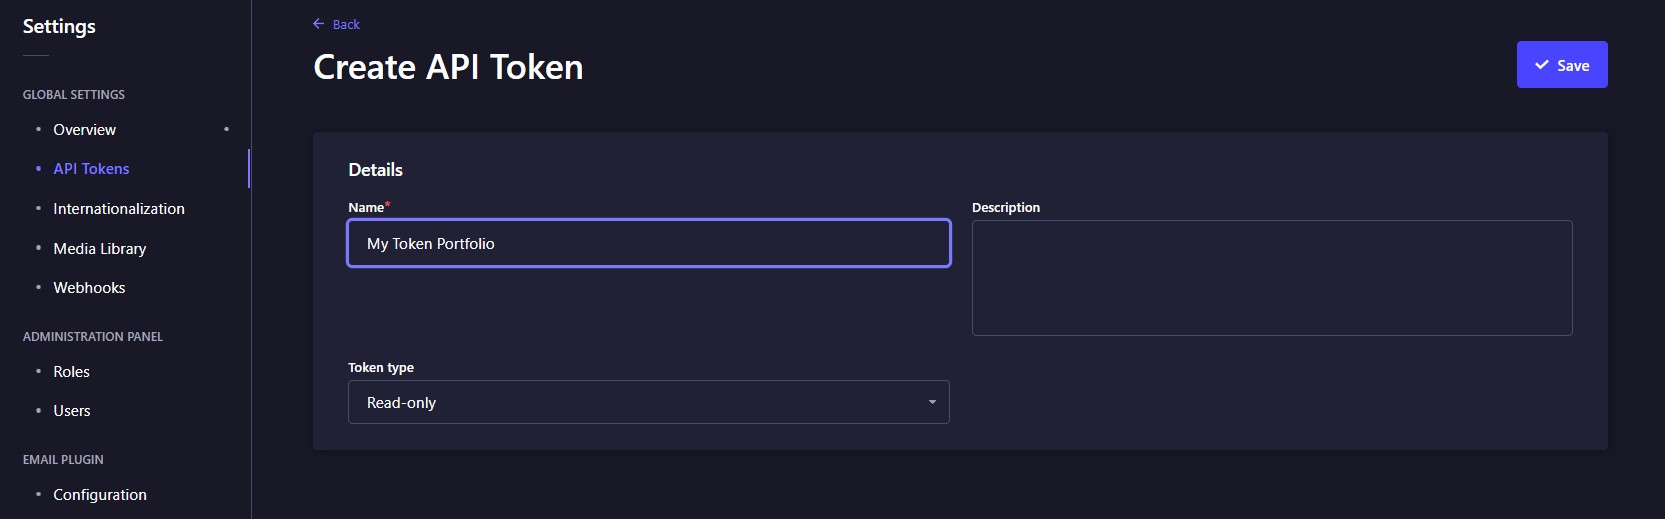 Settings
GLOBAL SETTINGS
Overview
API Tokens
Internationalization
Media Library
Webhooks
ADMINISTRATION PANEL
Roles
Users
EMAIL PLUGIN
Configuration
Back
Create API Token
Save
Details
Name*
My Token Portfolio
Description
Token type
Read-only